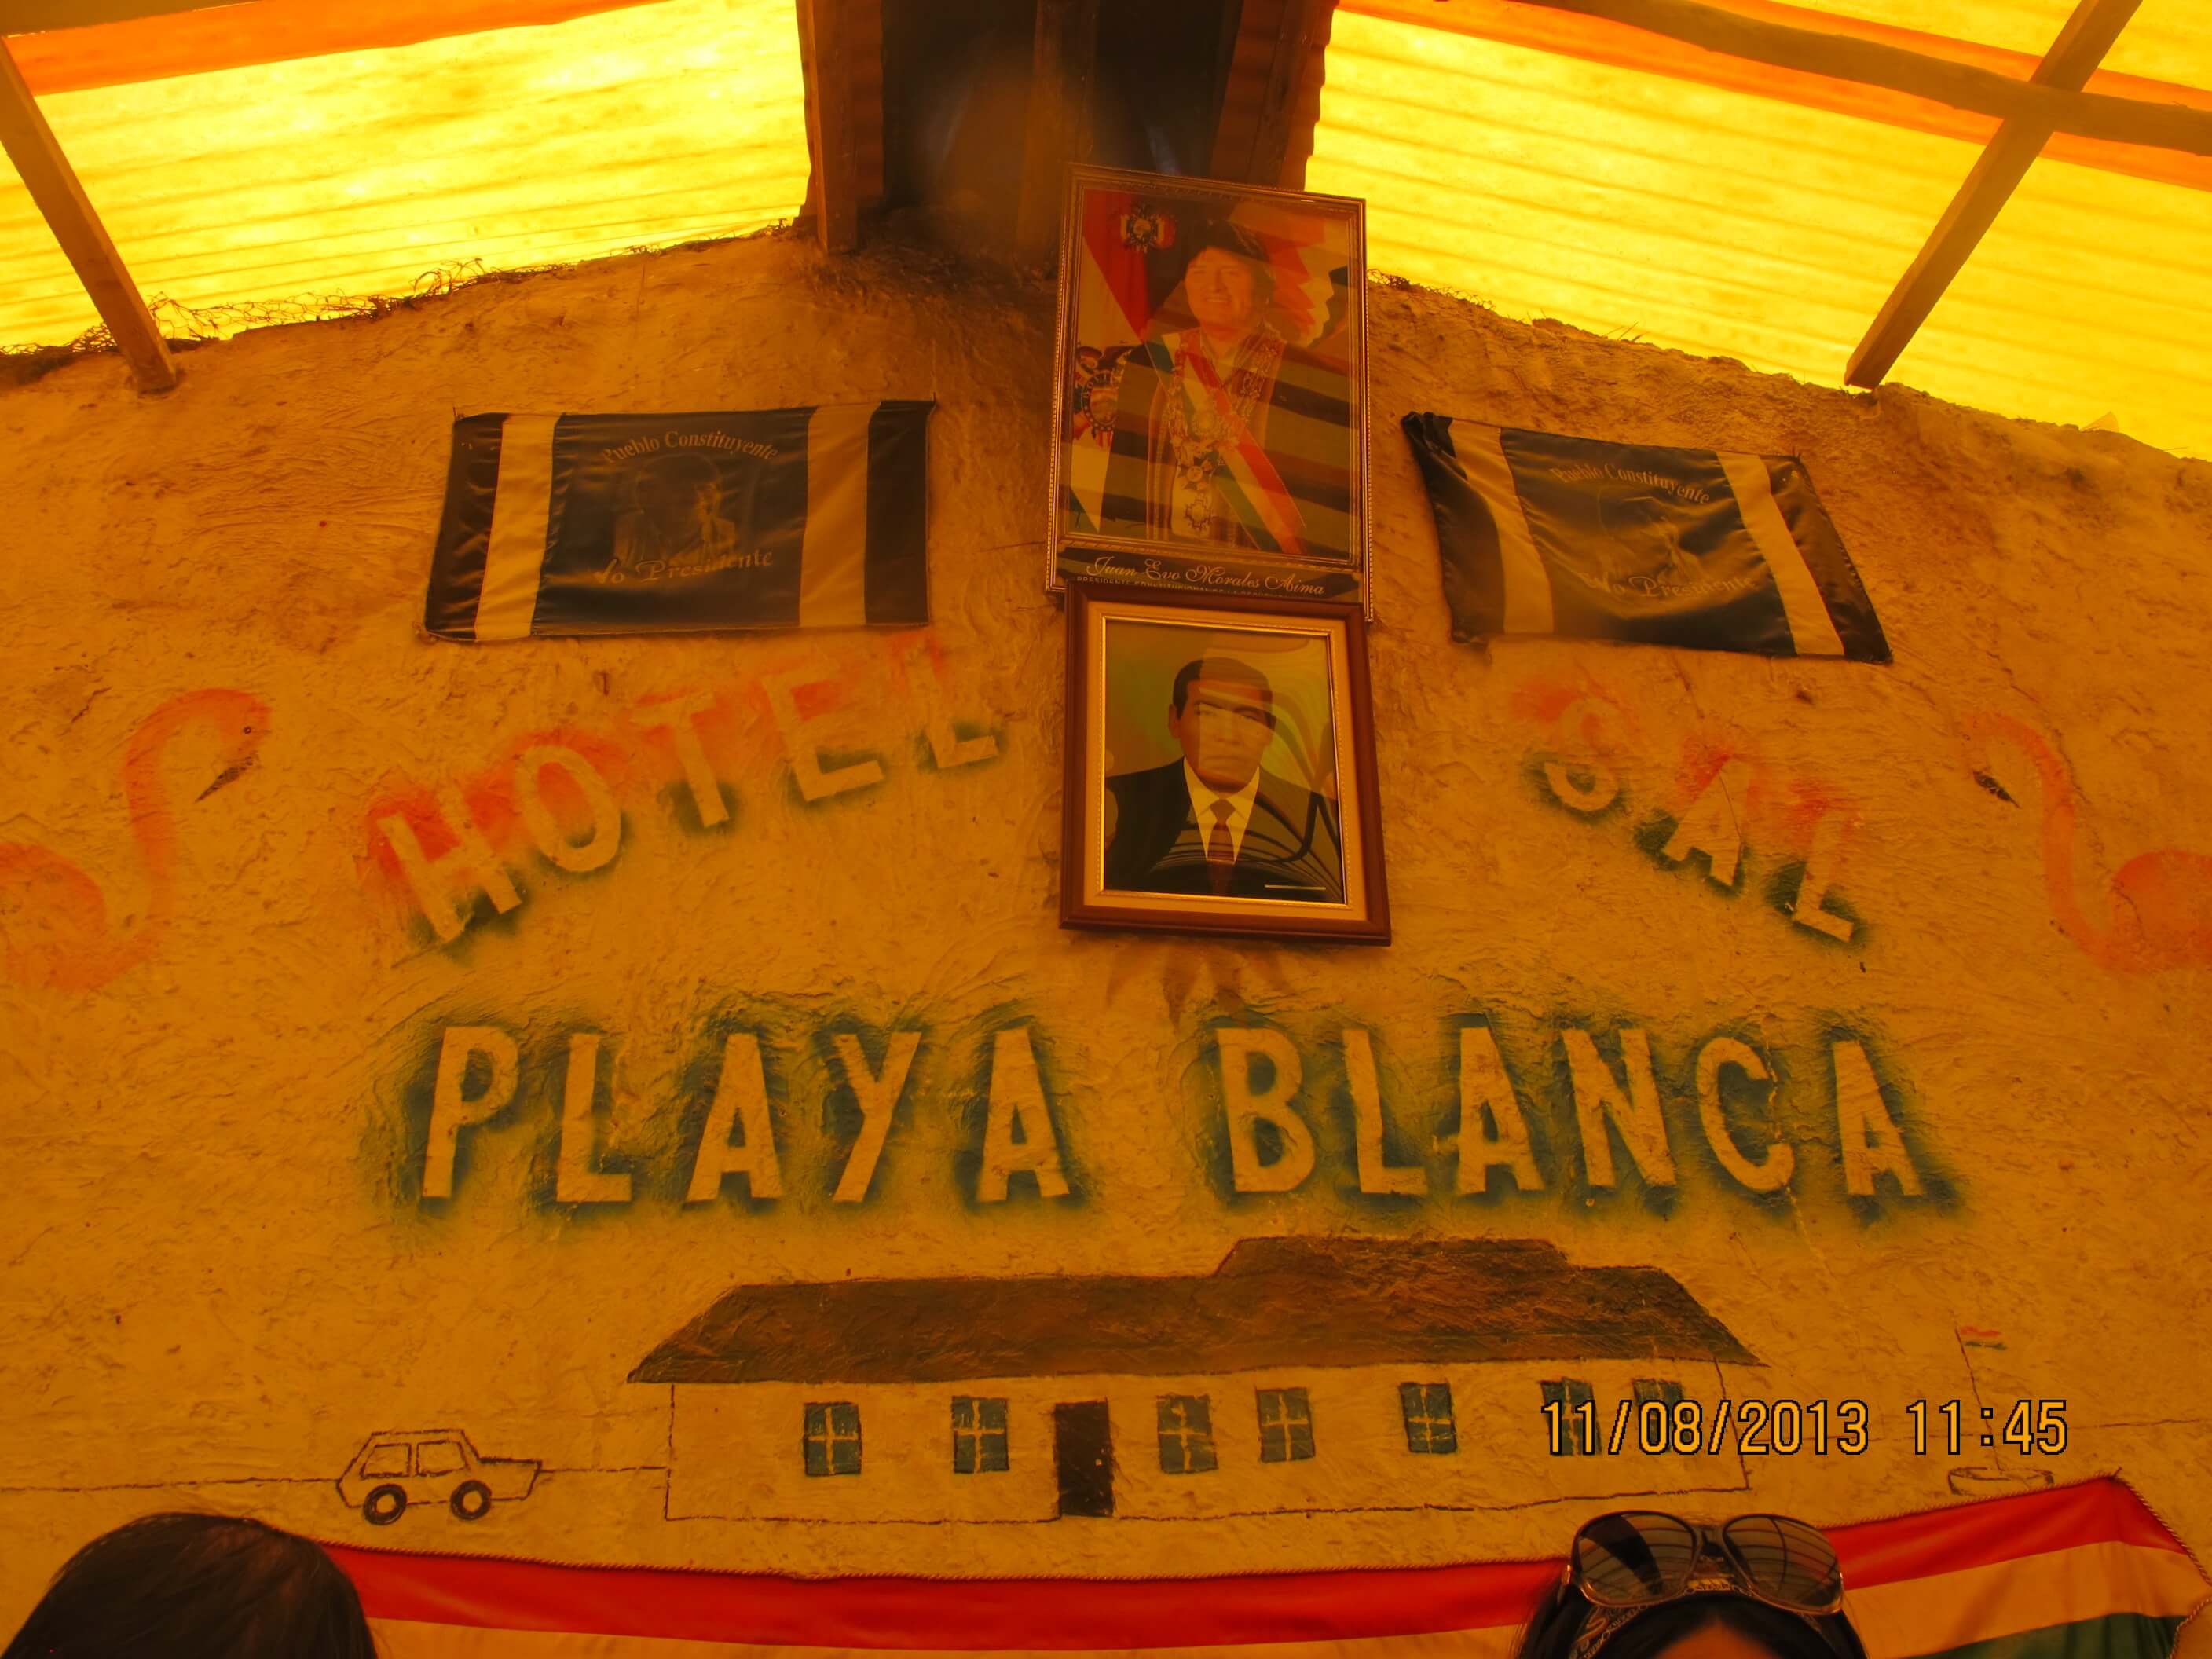 Pueblo Constituyente
Yo Presidente
Juan Evo Morales Aima
Pueblo Constituyente
Yo Presidente
HOTEL SAL
PLAYA BLANCA
11/08/2013 11:45